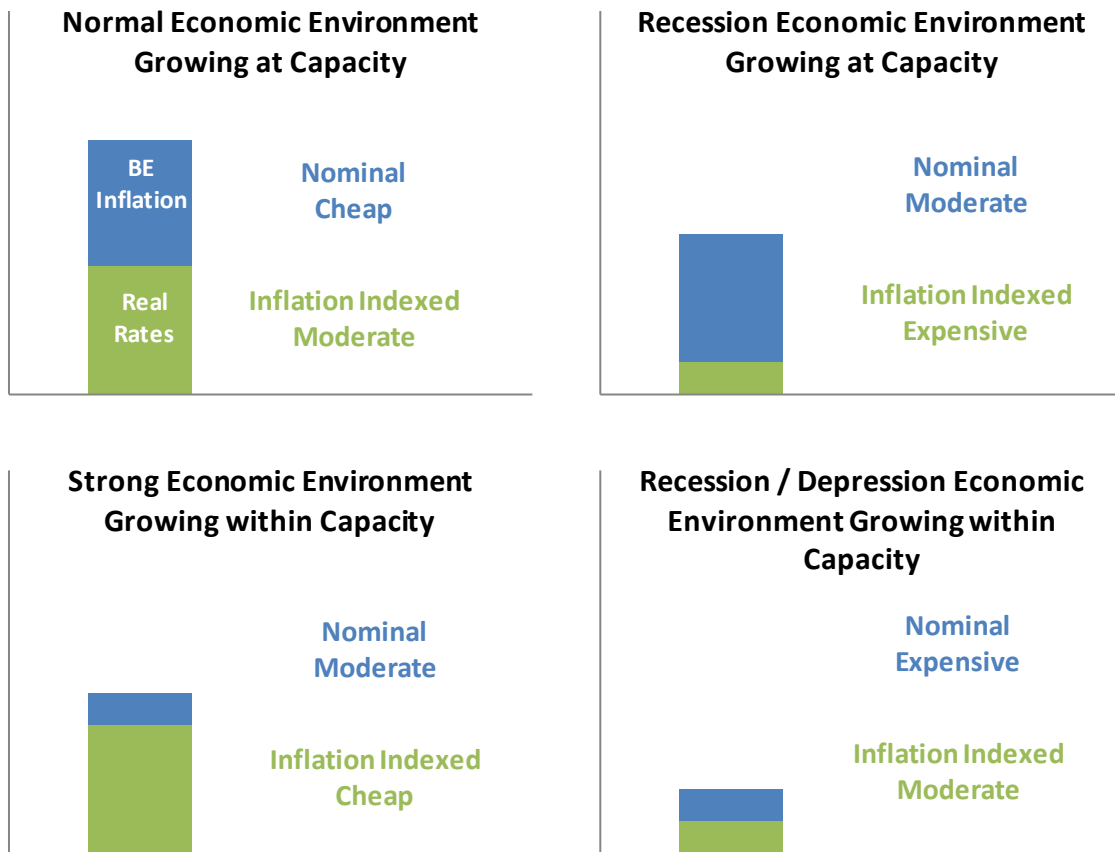 Normal Economic Environment
Growing at Capacity
BE
Inflation
Nominal
Cheap
Real
Rates
Inflation Indexed
Moderate
Recession Economic Environment
Growing at Capacity
Nominal
Moderate
Inflation Indexed
Expensive
Strong Economic Environment
Growing within Capacity
Nominal
Moderate
Inflation Indexed
Cheap
Recession / Depression Economic
Environment Growing within
Capacity
Nominal
Expensive
Inflation Indexed
Moderate